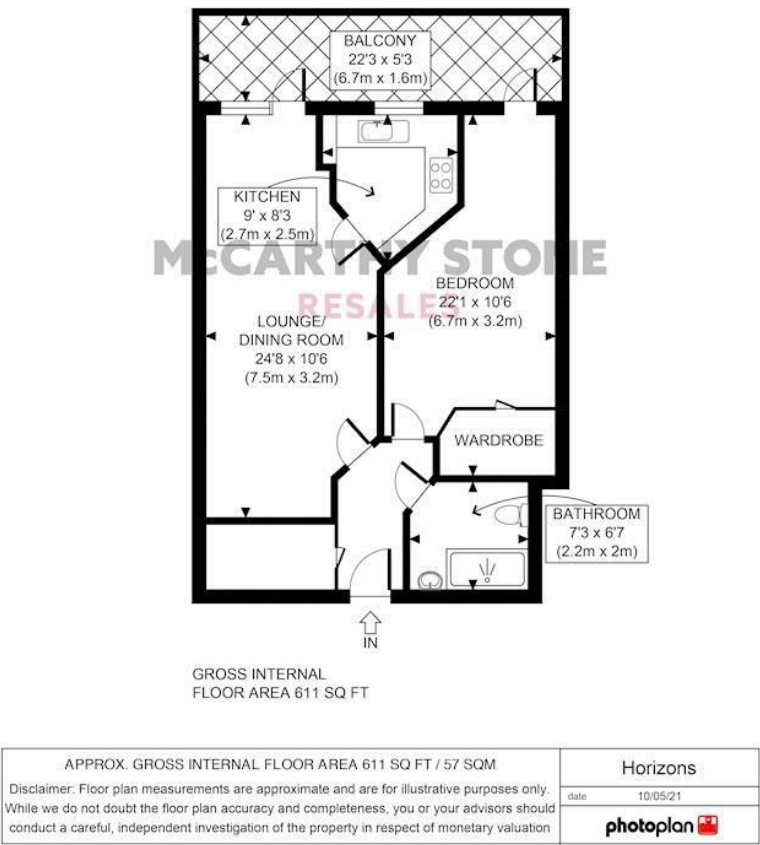 BALCONY
22'3 x 5'3
(6.7m x 1.6m)
KITCHEN
9' x 8'3
(2.7m x 2.5m)
McCARTHY STONE
RESALES
BEDROOM
22'1 x 10'6
(6.7m x 3.2m)
LOUNGE/
DINING ROOM
24'8 x 10'6
(7.5m x 3.2m)
WARDROBE
BATHROOM
7'3 x 6'7
(2.2m x 2m)
IN
GROSS INTERNAL
FLOOR AREA 611 SQ FT
APPROX. GROSS INTERNAL FLOOR AREA 611 SQ FT / 57 SQM
Disclaimer: Floor plan measurements are approximate and are for illustrative purposes only.
While we do not doubt the floor plan accuracy and completeness, you or your advisors should
conduct a careful, independent investigation of the property in respect of monetary valuation
Horizons
date 10/05/21
photoplan